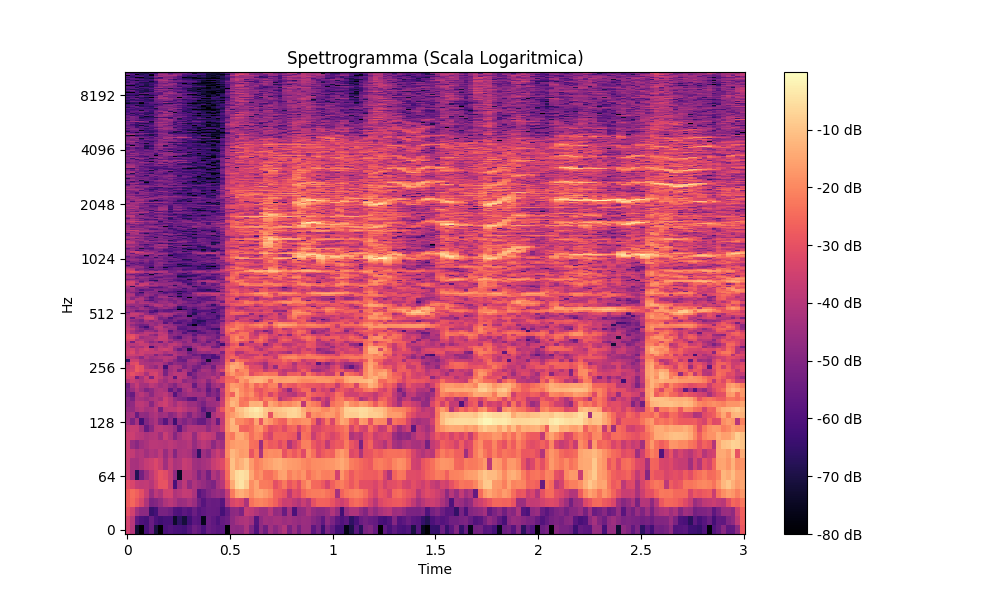 Spettrogramma (Scala Logaritmica)
Hz
8192
4096
2048
1024
512
256
128
64
0
0
0.5
1
1.5
2
2.5
3
Time
-10 dB
-20 dB
-30 dB
-40 dB
-50 dB
-60 dB
-70 dB
-80 dB